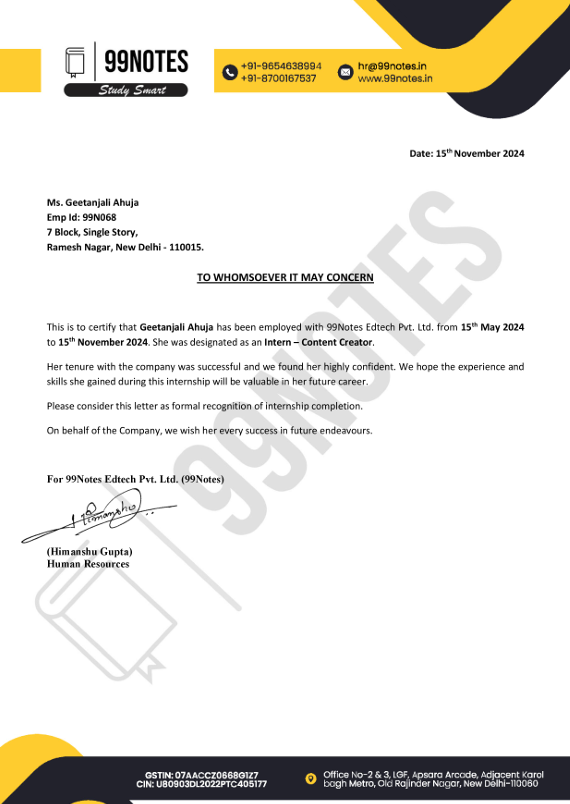 99NOTES
Study Smart
+91-9654638994
+91-8700167537
hr@99notes.in
www.99notes.in
Date: 15th November 2024
Ms. Geetanjali Ahuja
Emp Id: 99N068
7 Block, Single Story,
Ramesh Nagar, New Delhi - 110015.
TO WHOMSOEVER IT MAY CONCERN
This is to certify that Geetanjali Ahuja has been employed with 99Notes Edtech Pvt. Ltd. from 15th May 2024
to 15th November 2024. She was designated as an Intern – Content Creator.
Her tenure with the company was successful and we found her highly confident. We hope the experience and
skills she gained during this internship will be valuable in her future career.
Please consider this letter as formal recognition of internship completion.
On behalf of the Company, we wish her every success in future endeavours.
99NOTES
For 99Notes Edtech Pvt. Ltd. (99Notes)
Himanshu
(Himanshu Gupta)
Human Resources
GSTIN: 07AACCZ0668G1Z7
CIN: U80903DL2022PTC405177
Office No-2 & 3, LGF, Apsara Arcade, Adjacent Karol
bagh Metro, Old Rajinder Nagar, New Delhi-110060